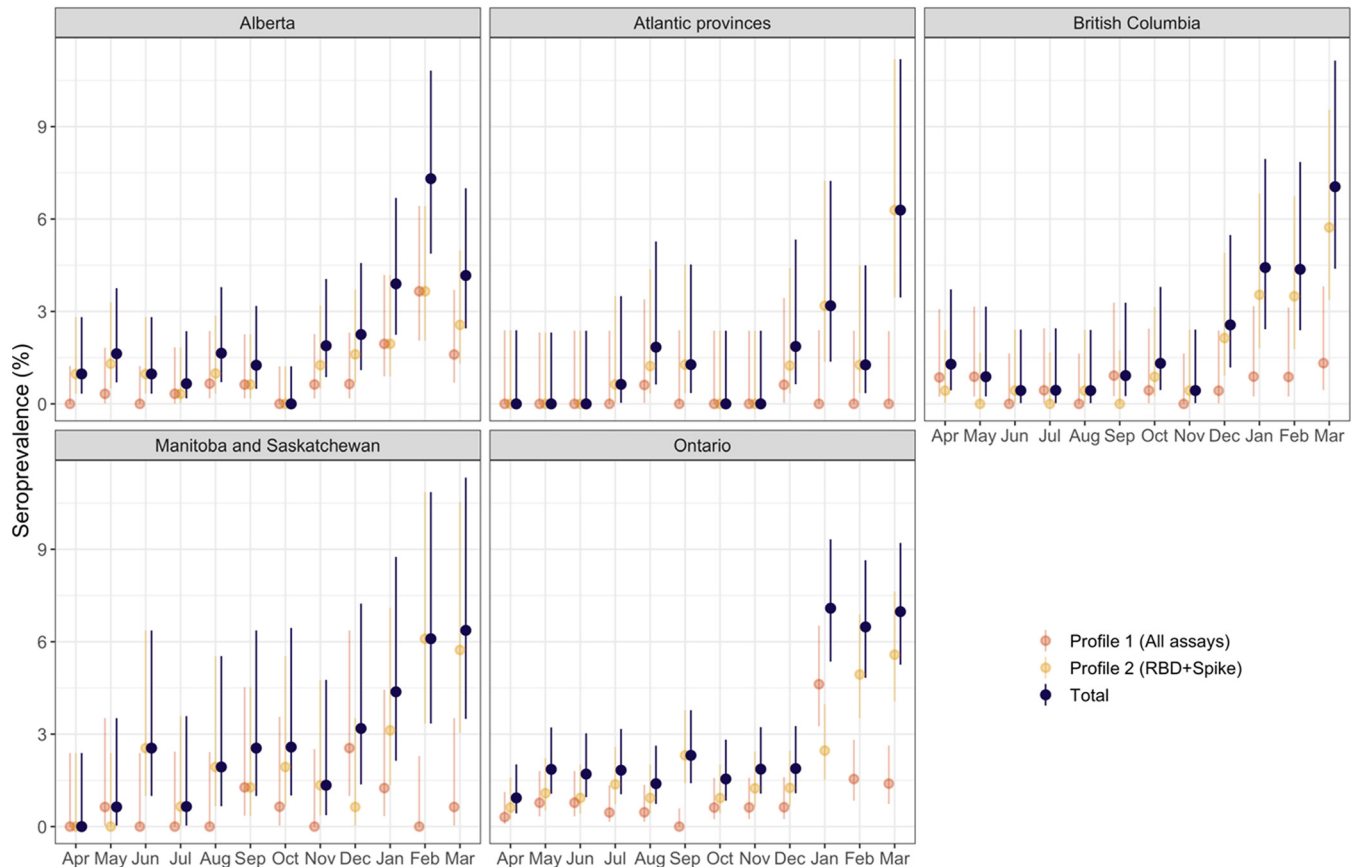 Alberta
Atlantic provinces
British Columbia
Seroprevalence (%)
9
6
3
0
Apr May Jun Jul Aug Sep Oct Nov Dec Jan Feb Mar
Manitoba and Saskatchewan
Ontario
9
6
3
0
Apr May Jun Jul Aug Sep Oct Nov Dec Jan Feb Mar
Apr May Jun Jul Aug Sep Oct Nov Dec Jan Feb Mar
Profile 1 (All assays)
Profile 2 (RBD+Spike)
Total